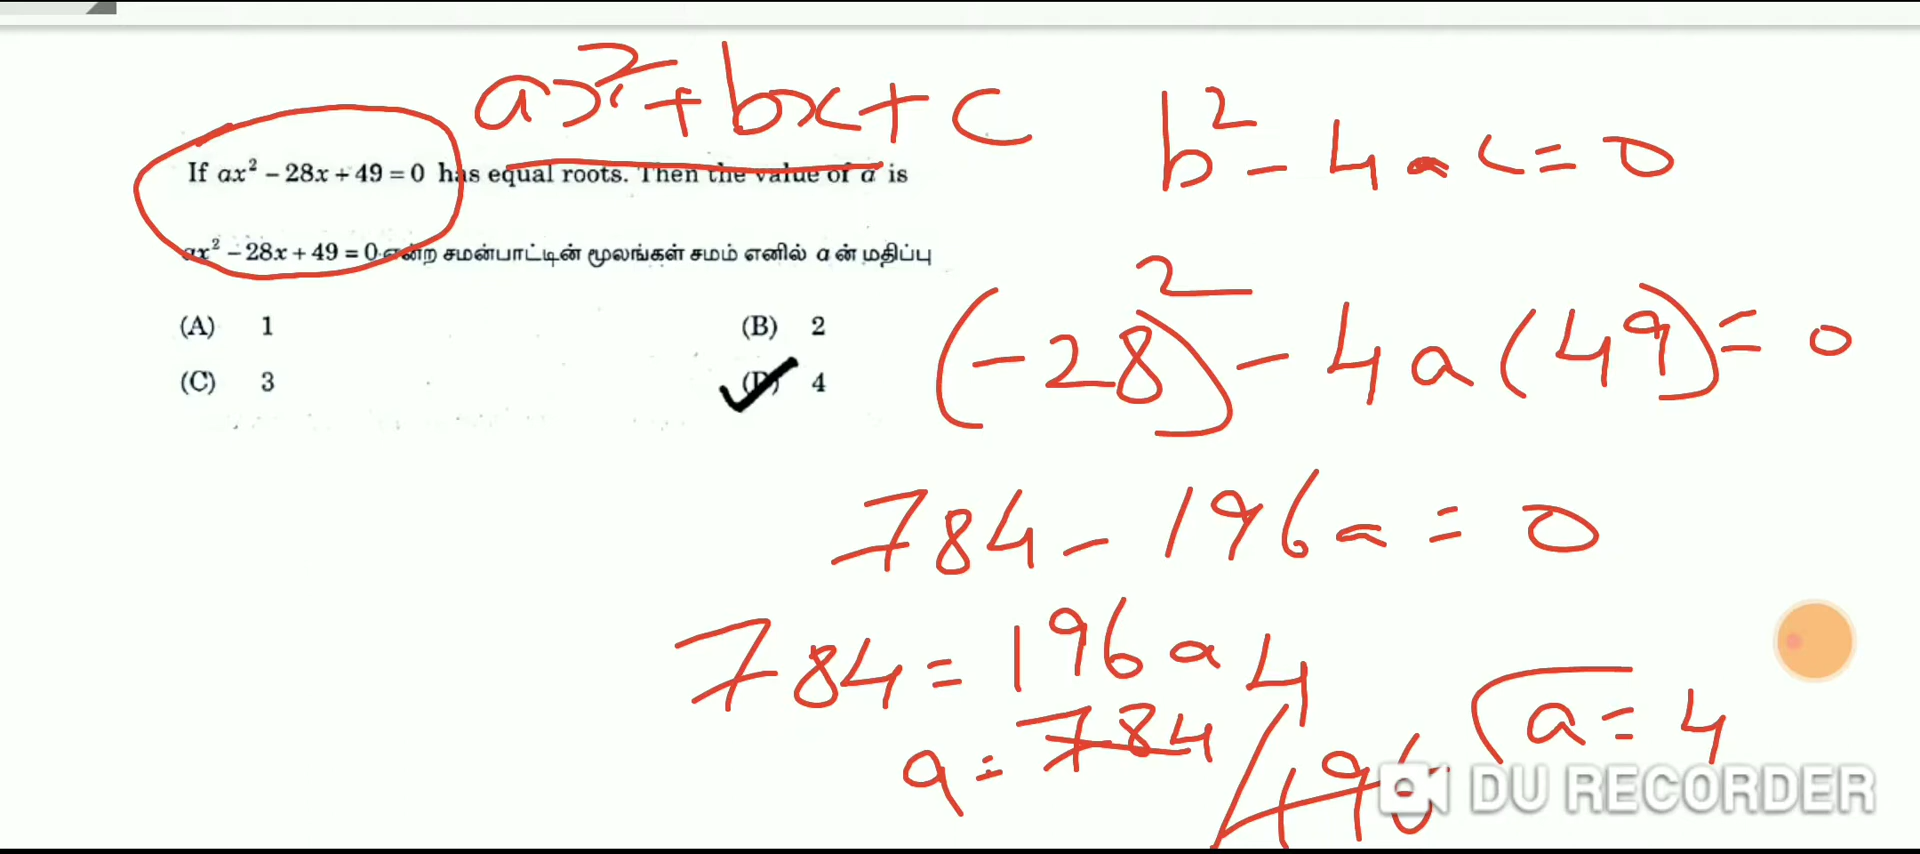 ax² + bx + c
b² - 4ac = 0
If ax² − 28x + 49 = 0 has equal roots. Then the value of 'a' is
ax² − 28x + 49 = 0 என்ற சமன்பாட்டின் மூலங்கள் சமம் எனில் a ன் மதிப்பு
(A) 1 (B) 2
(C) 3 (D) 4
(-28)² - 4a(49) = 0
784 - 196a = 0
784 = 196a
a = 784/196 4
a = 4
DU RECORDER